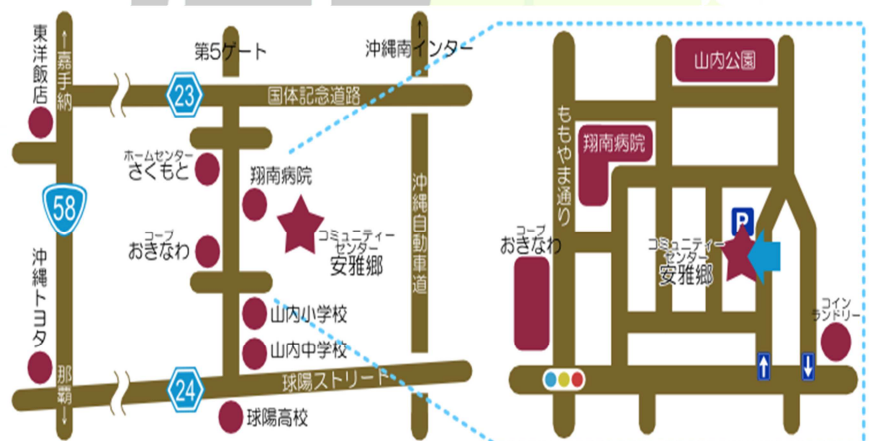 東洋飯店
↑嘉手納
第5ゲート
沖縄南インター
23
国体記念道路
ホームセンター
さくもと
翔南病院
58
コープ
おきなわ
コミュニティー
センター
安雅郷
沖縄自動車道
沖縄トヨタ
山内小学校
山内中学校
那覇↓
24
球陽ストリート
球陽高校
山内公園
ももやま通り
翔南病院
P
コープ
おきなわ
コミュニティー
センター
安雅郷
コイン
ランドリー